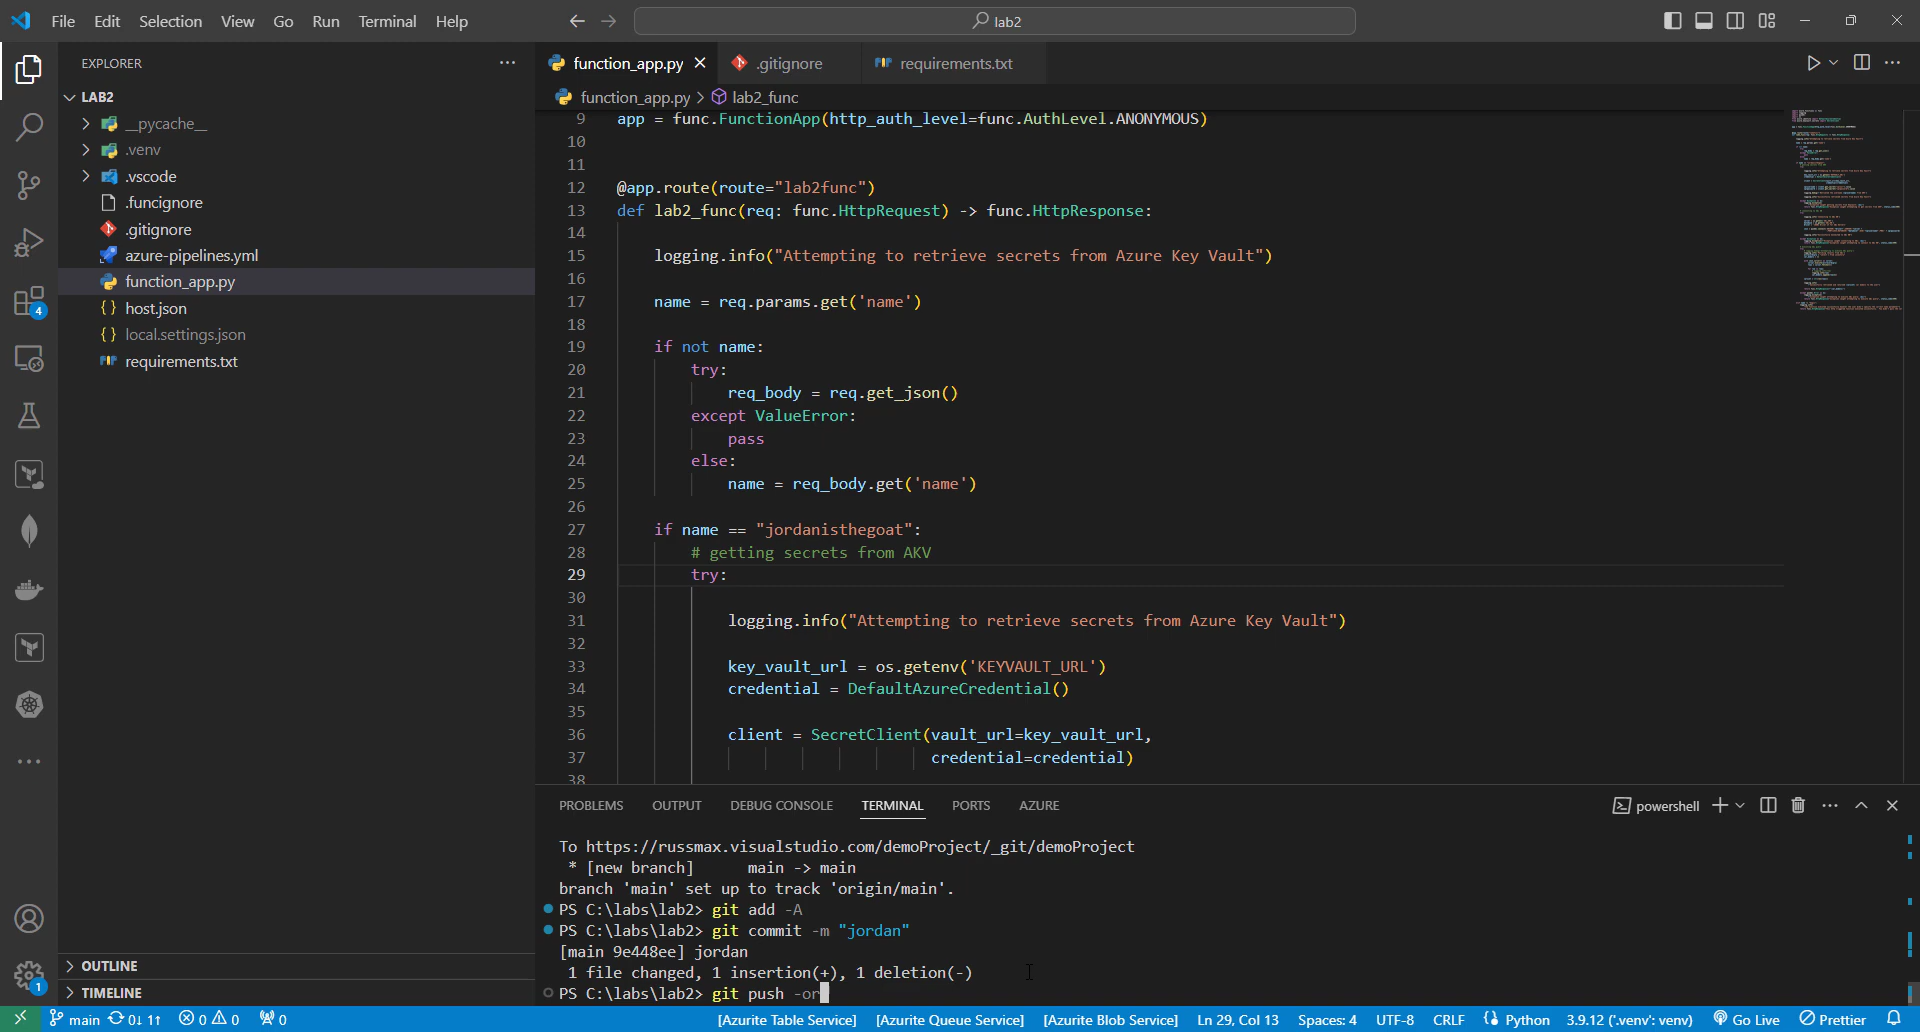 File Edit Selection View Go Run Terminal Help
lab2
EXPLORER
LAB2
__pycache__
.venv
.vscode
.funcignore
.gitignore
azure-pipelines.yml
function_app.py
host.json
local.settings.json
requirements.txt
OUTLINE
TIMELINE
4
1
function_app.py .gitignore requirements.txt
function_app.py > lab2_func
9 app = func.FunctionApp(http_auth_level=func.AuthLevel.ANONYMOUS)
10
11
12 @app.route(route="lab2func")
13 def lab2_func(req: func.HttpRequest) -> func.HttpResponse:
14
15 logging.info("Attempting to retrieve secrets from Azure Key Vault")
16
17 name = req.params.get('name')
18
19 if not name:
20 try:
21 req_body = req.get_json()
22 except ValueError:
23 pass
24 else:
25 name = req_body.get('name')
26
27 if name == "jordanisthegoat":
28 # getting secrets from AKV
29 try:
30
31 logging.info("Attempting to retrieve secrets from Azure Key Vault")
32
33 key_vault_url = os.getenv('KEYVAULT_URL')
34 credential = DefaultAzureCredential()
35
36 client = SecretClient(vault_url=key_vault_url,
37 credential=credential)
38
PROBLEMS OUTPUT DEBUG CONSOLE TERMINAL PORTS AZURE
powershell
To https://russmax.visualstudio.com/demoProject/_git/demoProject
* [new branch] main -> main
branch 'main' set up to track 'origin/main'.
PS C:\labs\lab2> git add -A
PS C:\labs\lab2> git commit -m "jordan"
[main 9e448ee] jordan
1 file changed, 1 insertion(+), 1 deletion(-)
PS C:\labs\lab2> git push -or
main 0↓ 1↑ 0 0 0 [Azurite Table Service] [Azurite Queue Service] [Azurite Blob Service] Ln 29, Col 13 Spaces: 4 UTF-8 CRLF Python 3.9.12 ('.venv': venv) Go Live Prettier